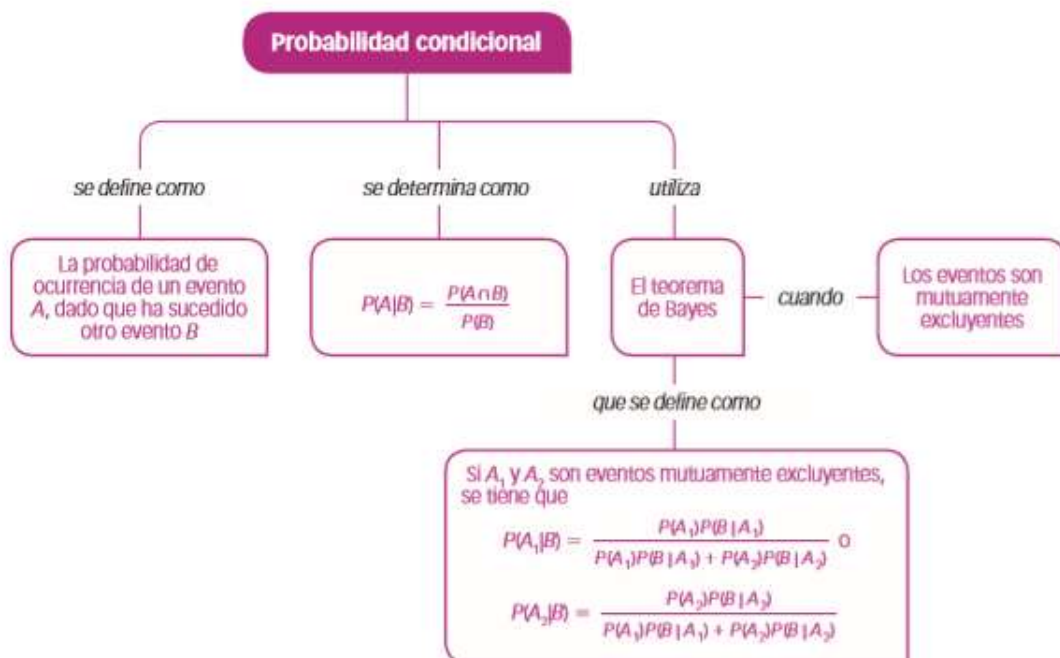 Probabilidad condicional
se define como
se determina como
utiliza
La probabilidad de
ocurrencia de un evento
A, dado que ha sucedido
otro evento B
P(A|B) = P(A∩B) / P(B)
El teorema
de Bayes
cuando
Los eventos son
mutuamente
excluyentes
que se define como
Si A₁ y A₂ son eventos mutuamente excluyentes,
se tiene que
P(A₁|B) = P(A₁)P(B|A₁) / P(A₁)P(B|A₁) + P(A₂)P(B|A₂) o
P(A₂|B) = P(A₂)P(B|A₂) / P(A₁)P(B|A₁) + P(A₂)P(B|A₂)